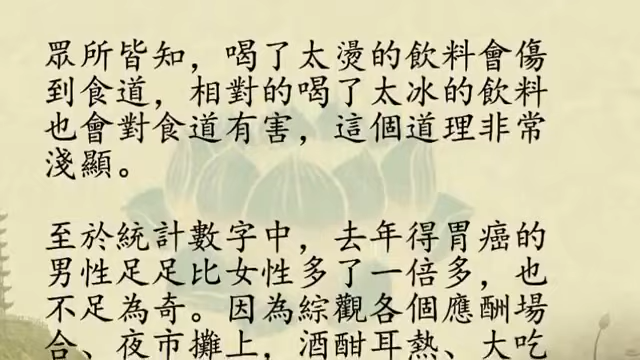 眾所皆知，喝了太燙的飲料會傷
到食道，相對的喝了太冰的飲料
也會對食道有害，這個道理非常
淺顯。
至於統計數字中，去年得胃癌的
男性足足比女性多了一倍多，也
不足為奇。因為綜觀各個應酬場
合、夜市攤上，酒酣耳熱、大吃